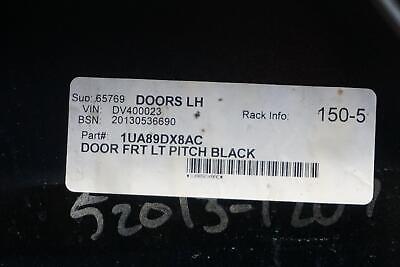 Sup: 65769 DOORS LH
VIN: DV400023
BSN: 20130536690
Rack Info: 150-5
Part#: 1UA89DX8AC
DOOR FRT LT PITCH BLACK